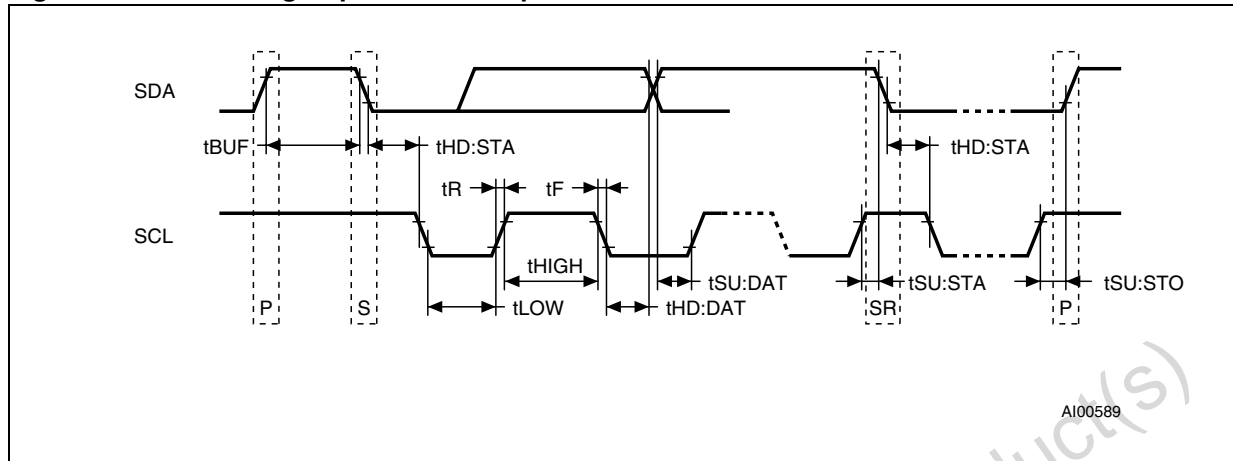 SDA
tBUF
tHD:STA
tHD:STA
tR
tF
SCL
tHIGH
tSU:DAT
tSU:STA
tSU:STO
tLOW
tHD:DAT
P
S
SR
P
AI00589